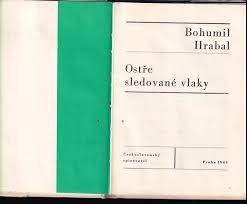 Bohumil
Hrabal
Ostře
sledované vlaky
Československý
spisovatel
Praha